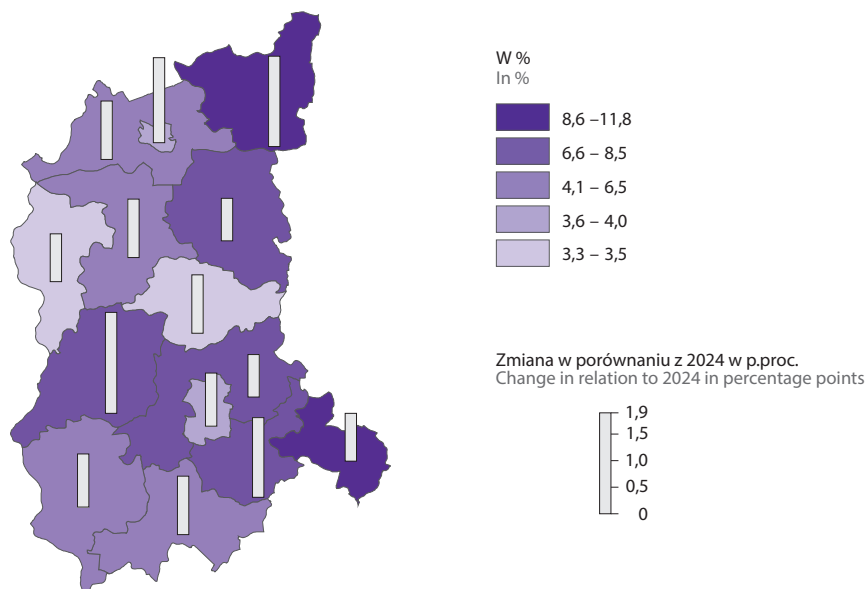 W %
In %
8,6 –11,8
6,6 – 8,5
4,1 – 6,5
3,6 – 4,0
3,3 – 3,5
Zmiana w porównaniu z 2024 w p.proc.
Change in relation to 2024 in percentage points
1,9
1,5
1,0
0,5
0